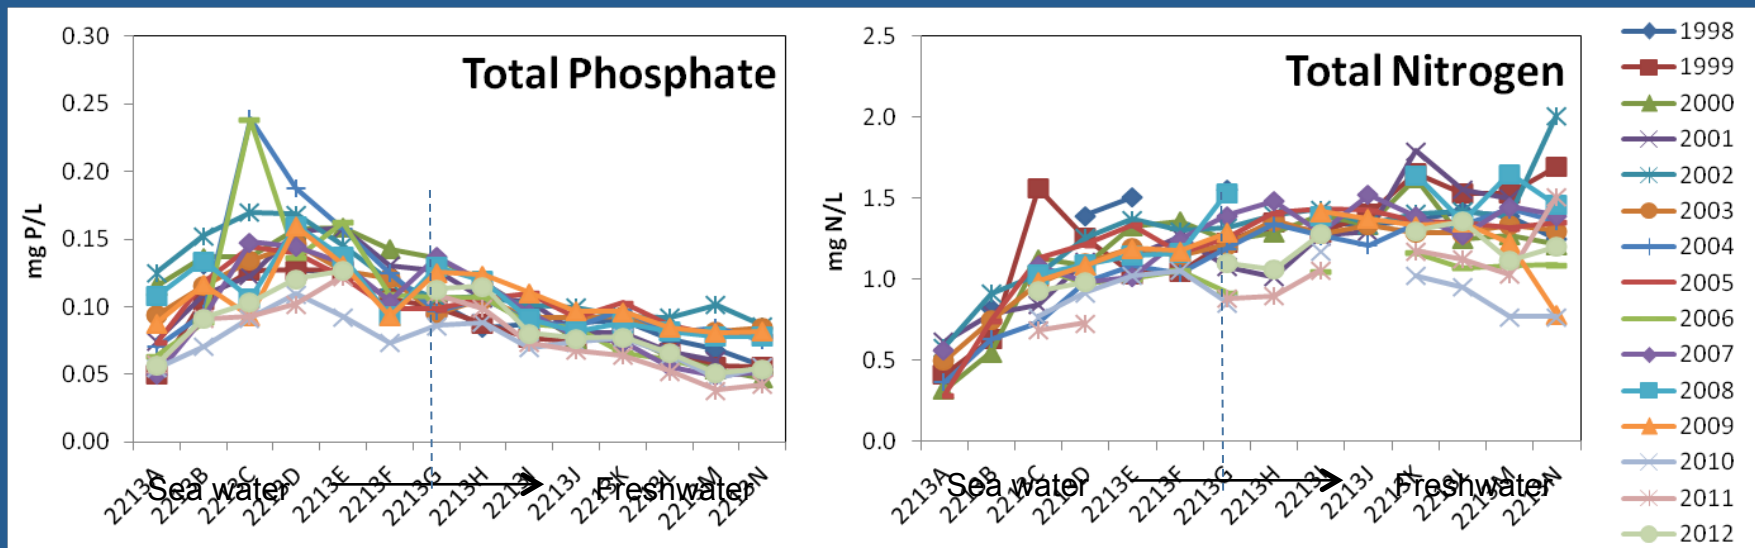 Total Phosphate
mg P/L
0.30
0.25
0.20
0.15
0.10
0.05
0.00
2213A
2213B
2213C
2213D
2213E
2213F
2213G
2213H
2213I
2213J
2213K
2213L
2213M
2213N
Sea water
Freshwater
Total Nitrogen
mg N/L
2.5
2.0
1.5
1.0
0.5
0.0
2213A
2213B
2213C
2213D
2213E
2213F
2213G
2213H
2213I
2213J
2213K
2213L
2213M
2213N
Sea water
Freshwater
1998
1999
2000
2001
2002
2003
2004
2005
2006
2007
2008
2009
2010
2011
2012